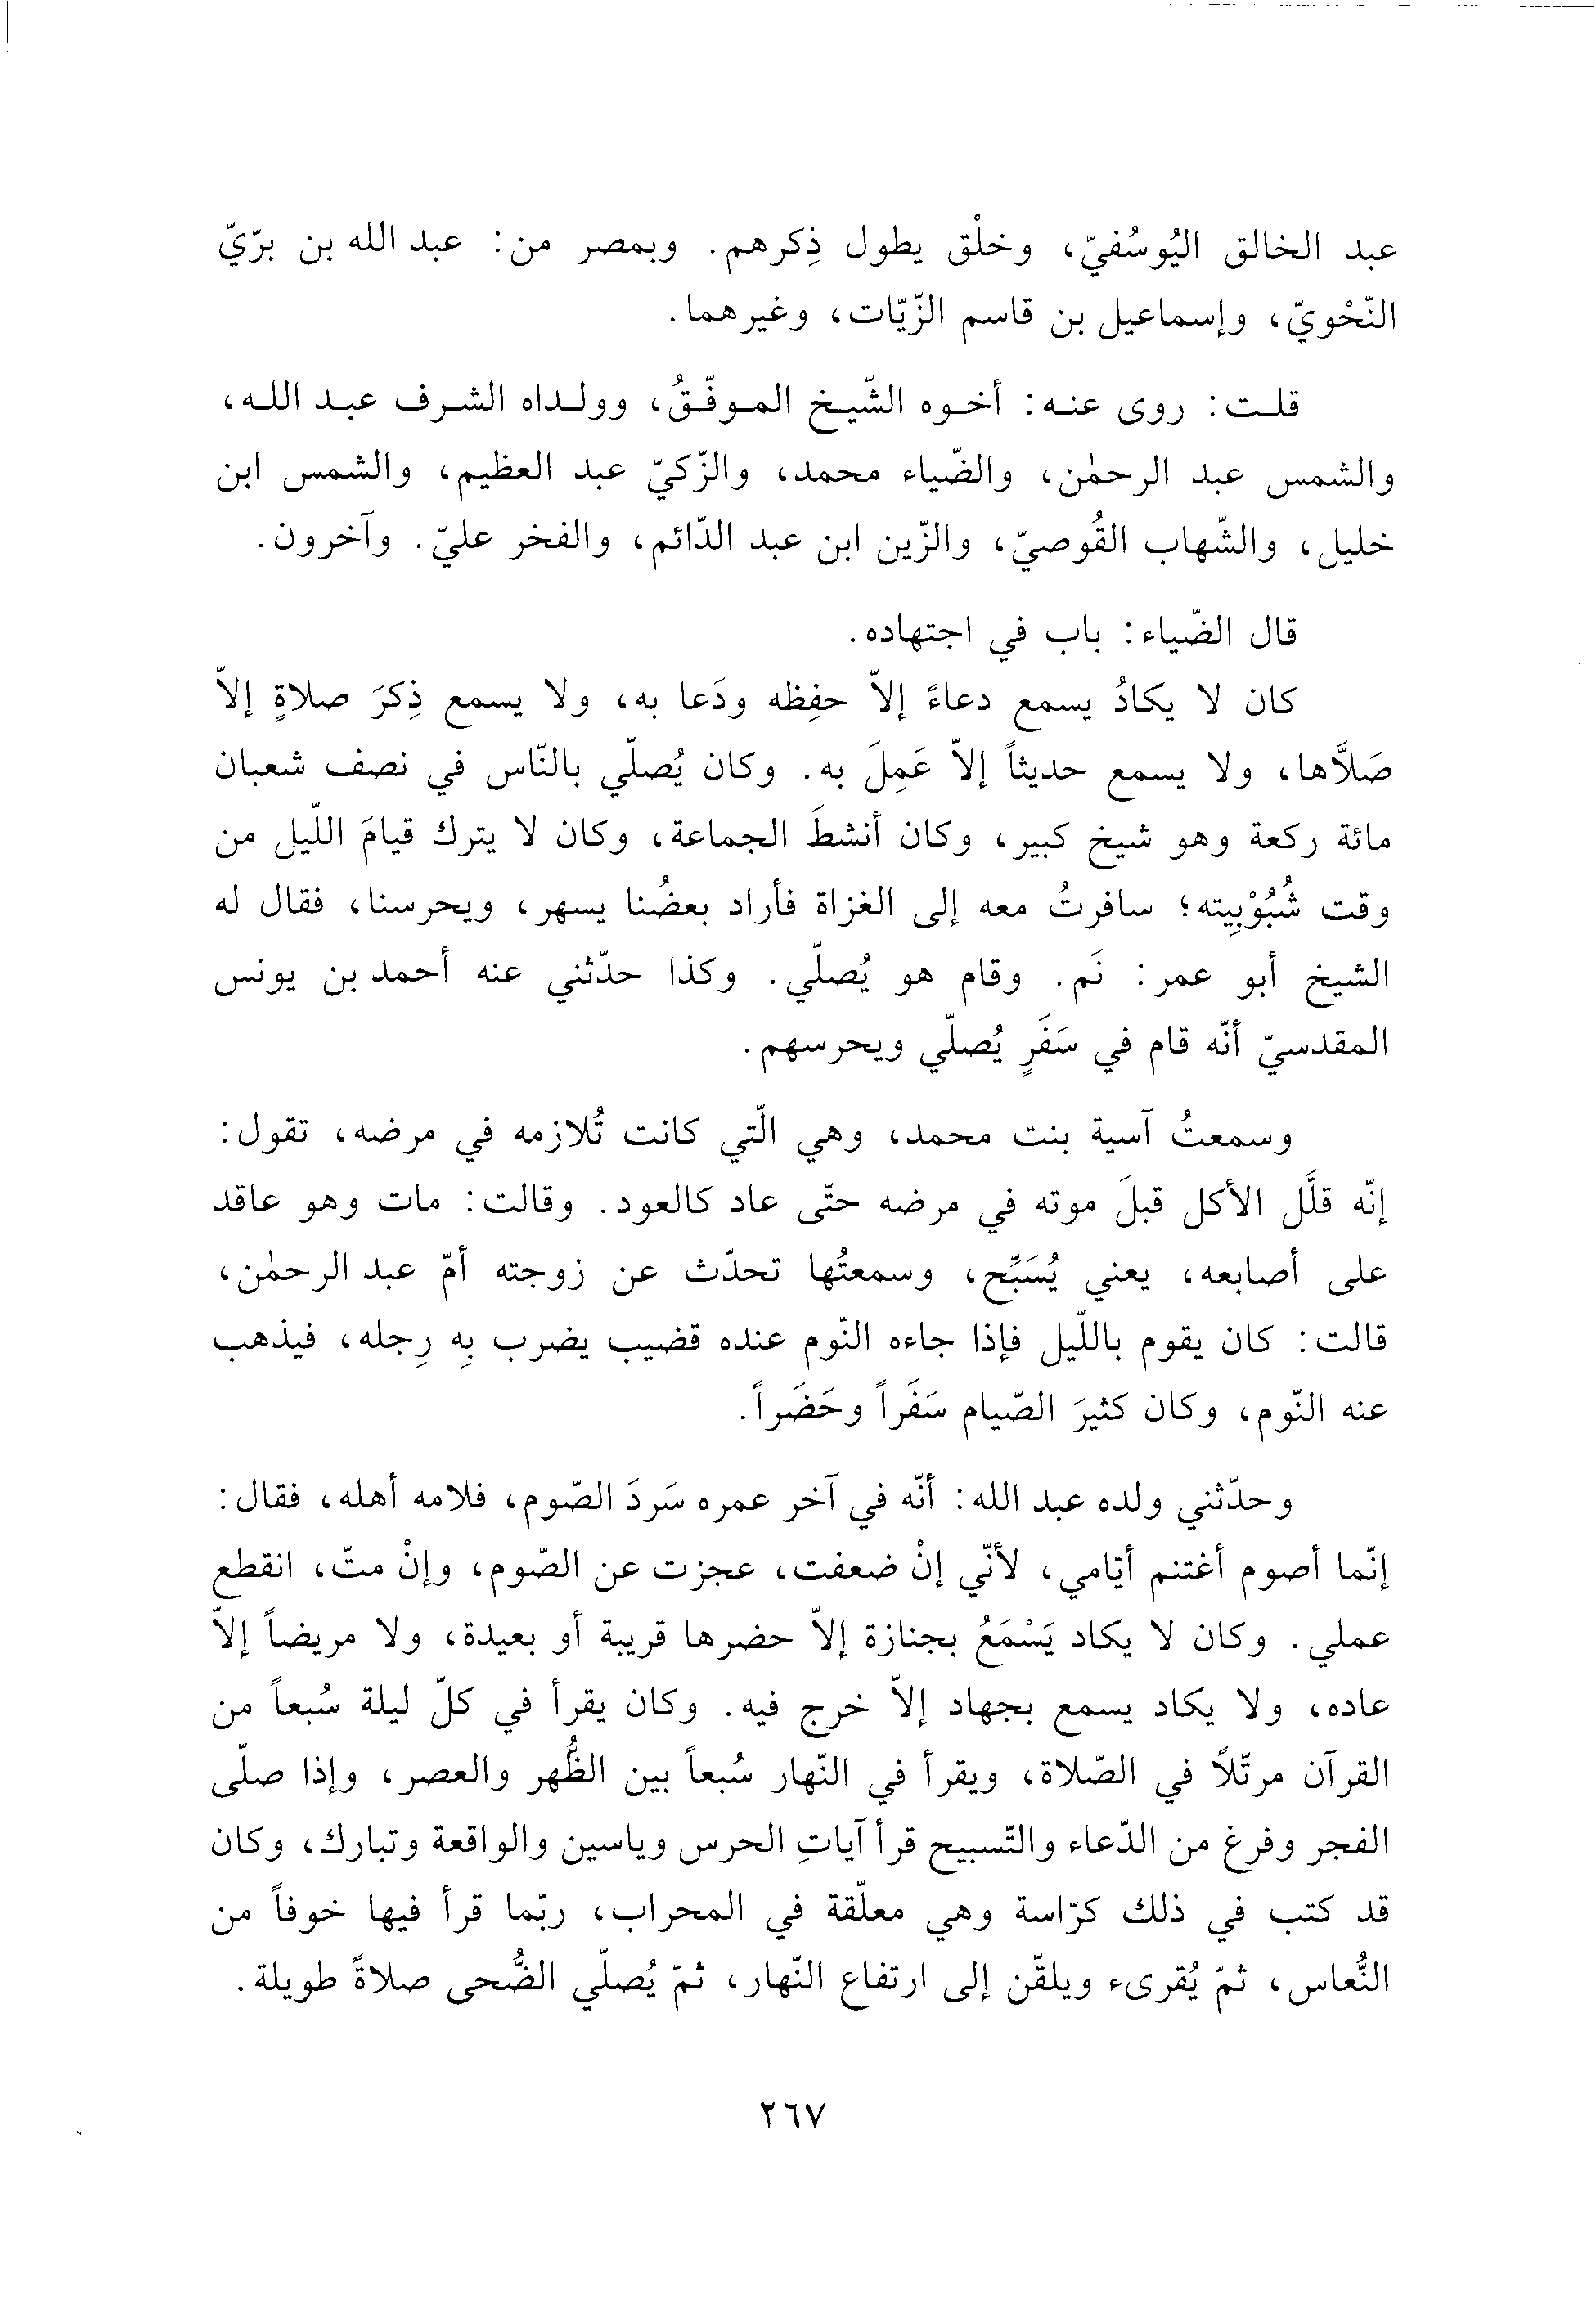 عبد الخالق اليُوسُفيّ، وخلْق يطول ذِكرهم. وبمصر من: عبد الله بن برّيّ
النّحْويّ، وإسماعيل بن قاسم الزّيّات، وغيرهما.
قلت: روى عنه: أخوه الشّيخ الموفّقُ، وولداه الشرف عبد الله،
والشمس عبد الرحمٰن، والضّياء محمد، والزّكيّ عبد العظيم، والشمس ابن
خليل، والشّهاب القُوصيّ، والزّين ابن عبد الدّائم، والفخر عليّ. وآخرون.
قال الضّياء: باب في اجتهاده.
كان لا يكادُ يسمع دعاءً إلاّ حفِظه ودَعا به، ولا يسمع ذِكرَ صلاةٍ إلاّ
صَلاَّها، ولا يسمع حديثاً إلاّ عَمِلَ به. وكان يُصلّي بالنّاس في نصف شعبان
مائة ركعة وهو شيخ كبير، وكان أنشطَ الجماعة، وكان لا يترك قيامَ اللّيل من
وقت شُبُوْبِيته؛ سافرتُ معه إلى الغزاة فأراد بعضُنا يسهر، ويحرسنا، فقال له
الشيخ أبو عمر: نَم. وقام هو يُصلّي. وكذا حدّثني عنه أحمد بن يونس
المقدسيّ أنّه قام في سَفَرٍ يُصلّي ويحرسهم.
وسمعتُ آسية بنت محمد، وهي الّتي كانت تُلازمه في مرضه، تقول:
إنّه قلَّل الأكل قبلَ موته في مرضه حتّى عاد كالعود. وقالت: مات وهو عاقد
على أصابعه، يعني يُسَبِّح، وسمعتُها تحدّث عن زوجته أمّ عبد الرحمٰن،
قالت: كان يقوم باللّيل فإذا جاءه النّوم عنده قضيب يضرب بِه رِجله، فيذهب
عنه النّوم، وكان كثيرَ الصّيام سَفَراً وحَضَراً.
وحدّثني ولده عبد الله: أنّه في آخر عمره سَردَ الصّوم، فلامه أهله، فقال:
إنّما أصوم أغتنم أيّامي، لأنّي إنْ ضعفت، عجزت عن الصّوم، وإنْ متّ، انقطع
عملي. وكان لا يكاد يَسْمَعُ بجنازة إلاّ حضرها قريبة أو بعيدة، ولا مريضاً إلاّ
عاده، ولا يكاد يسمع بجهاد إلاّ خرج فيه. وكان يقرأ في كلّ ليلة سُبعاً من
القرآن مرتّلاً في الصّلاة، ويقرأ في النّهار سُبعاً بين الظُّهر والعصر، وإذا صلّى
الفجر وفرغ من الدّعاء والتّسبيح قرأ آياتِ الحرس وياسين والواقعة وتبارك، وكان
قد كتب في ذلك كرّاسة وهي معلّقة في المحراب، ربّما قرأ فيها خوفاً من
النُّعاس، ثمّ يُقرىء ويلقّن إلى ارتفاع النّهار، ثمّ يُصلّي الضُّحى صلاةً طويلة.
٢٦٧